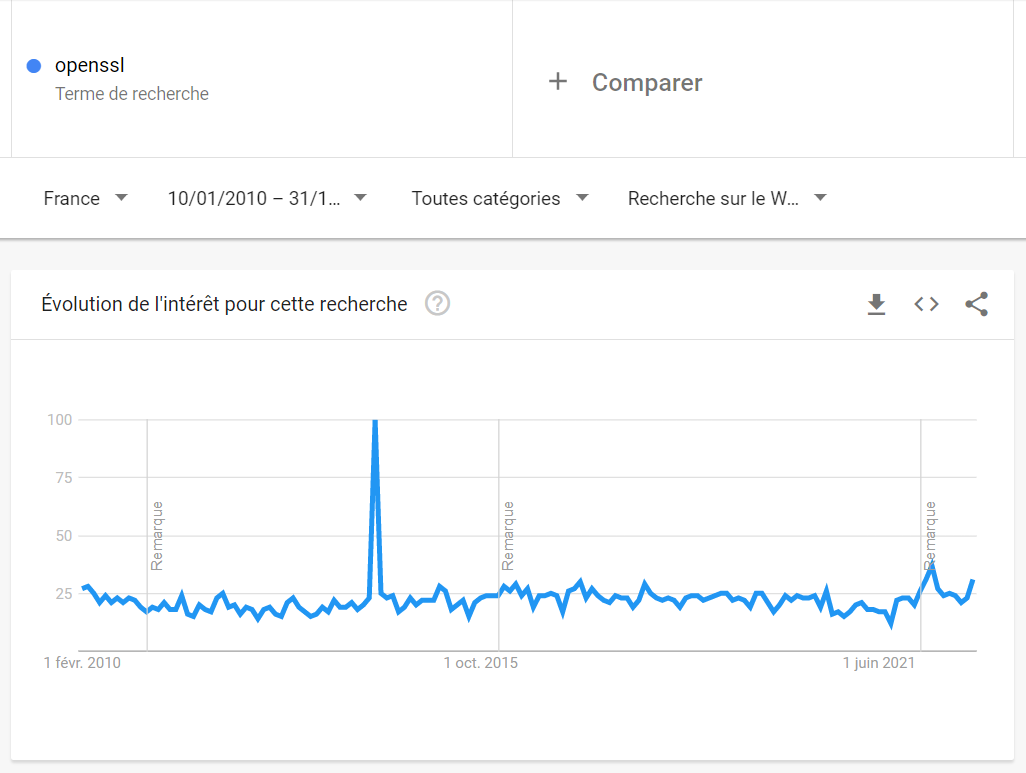 openssl
Terme de recherche
+ Comparer
France
10/01/2010 – 31/1...
Toutes catégories
Recherche sur le W...
Évolution de l'intérêt pour cette recherche
?
100
75
50
25
Remarque
Remarque
Remarque
1 févr. 2010
1 oct. 2015
1 juin 2021